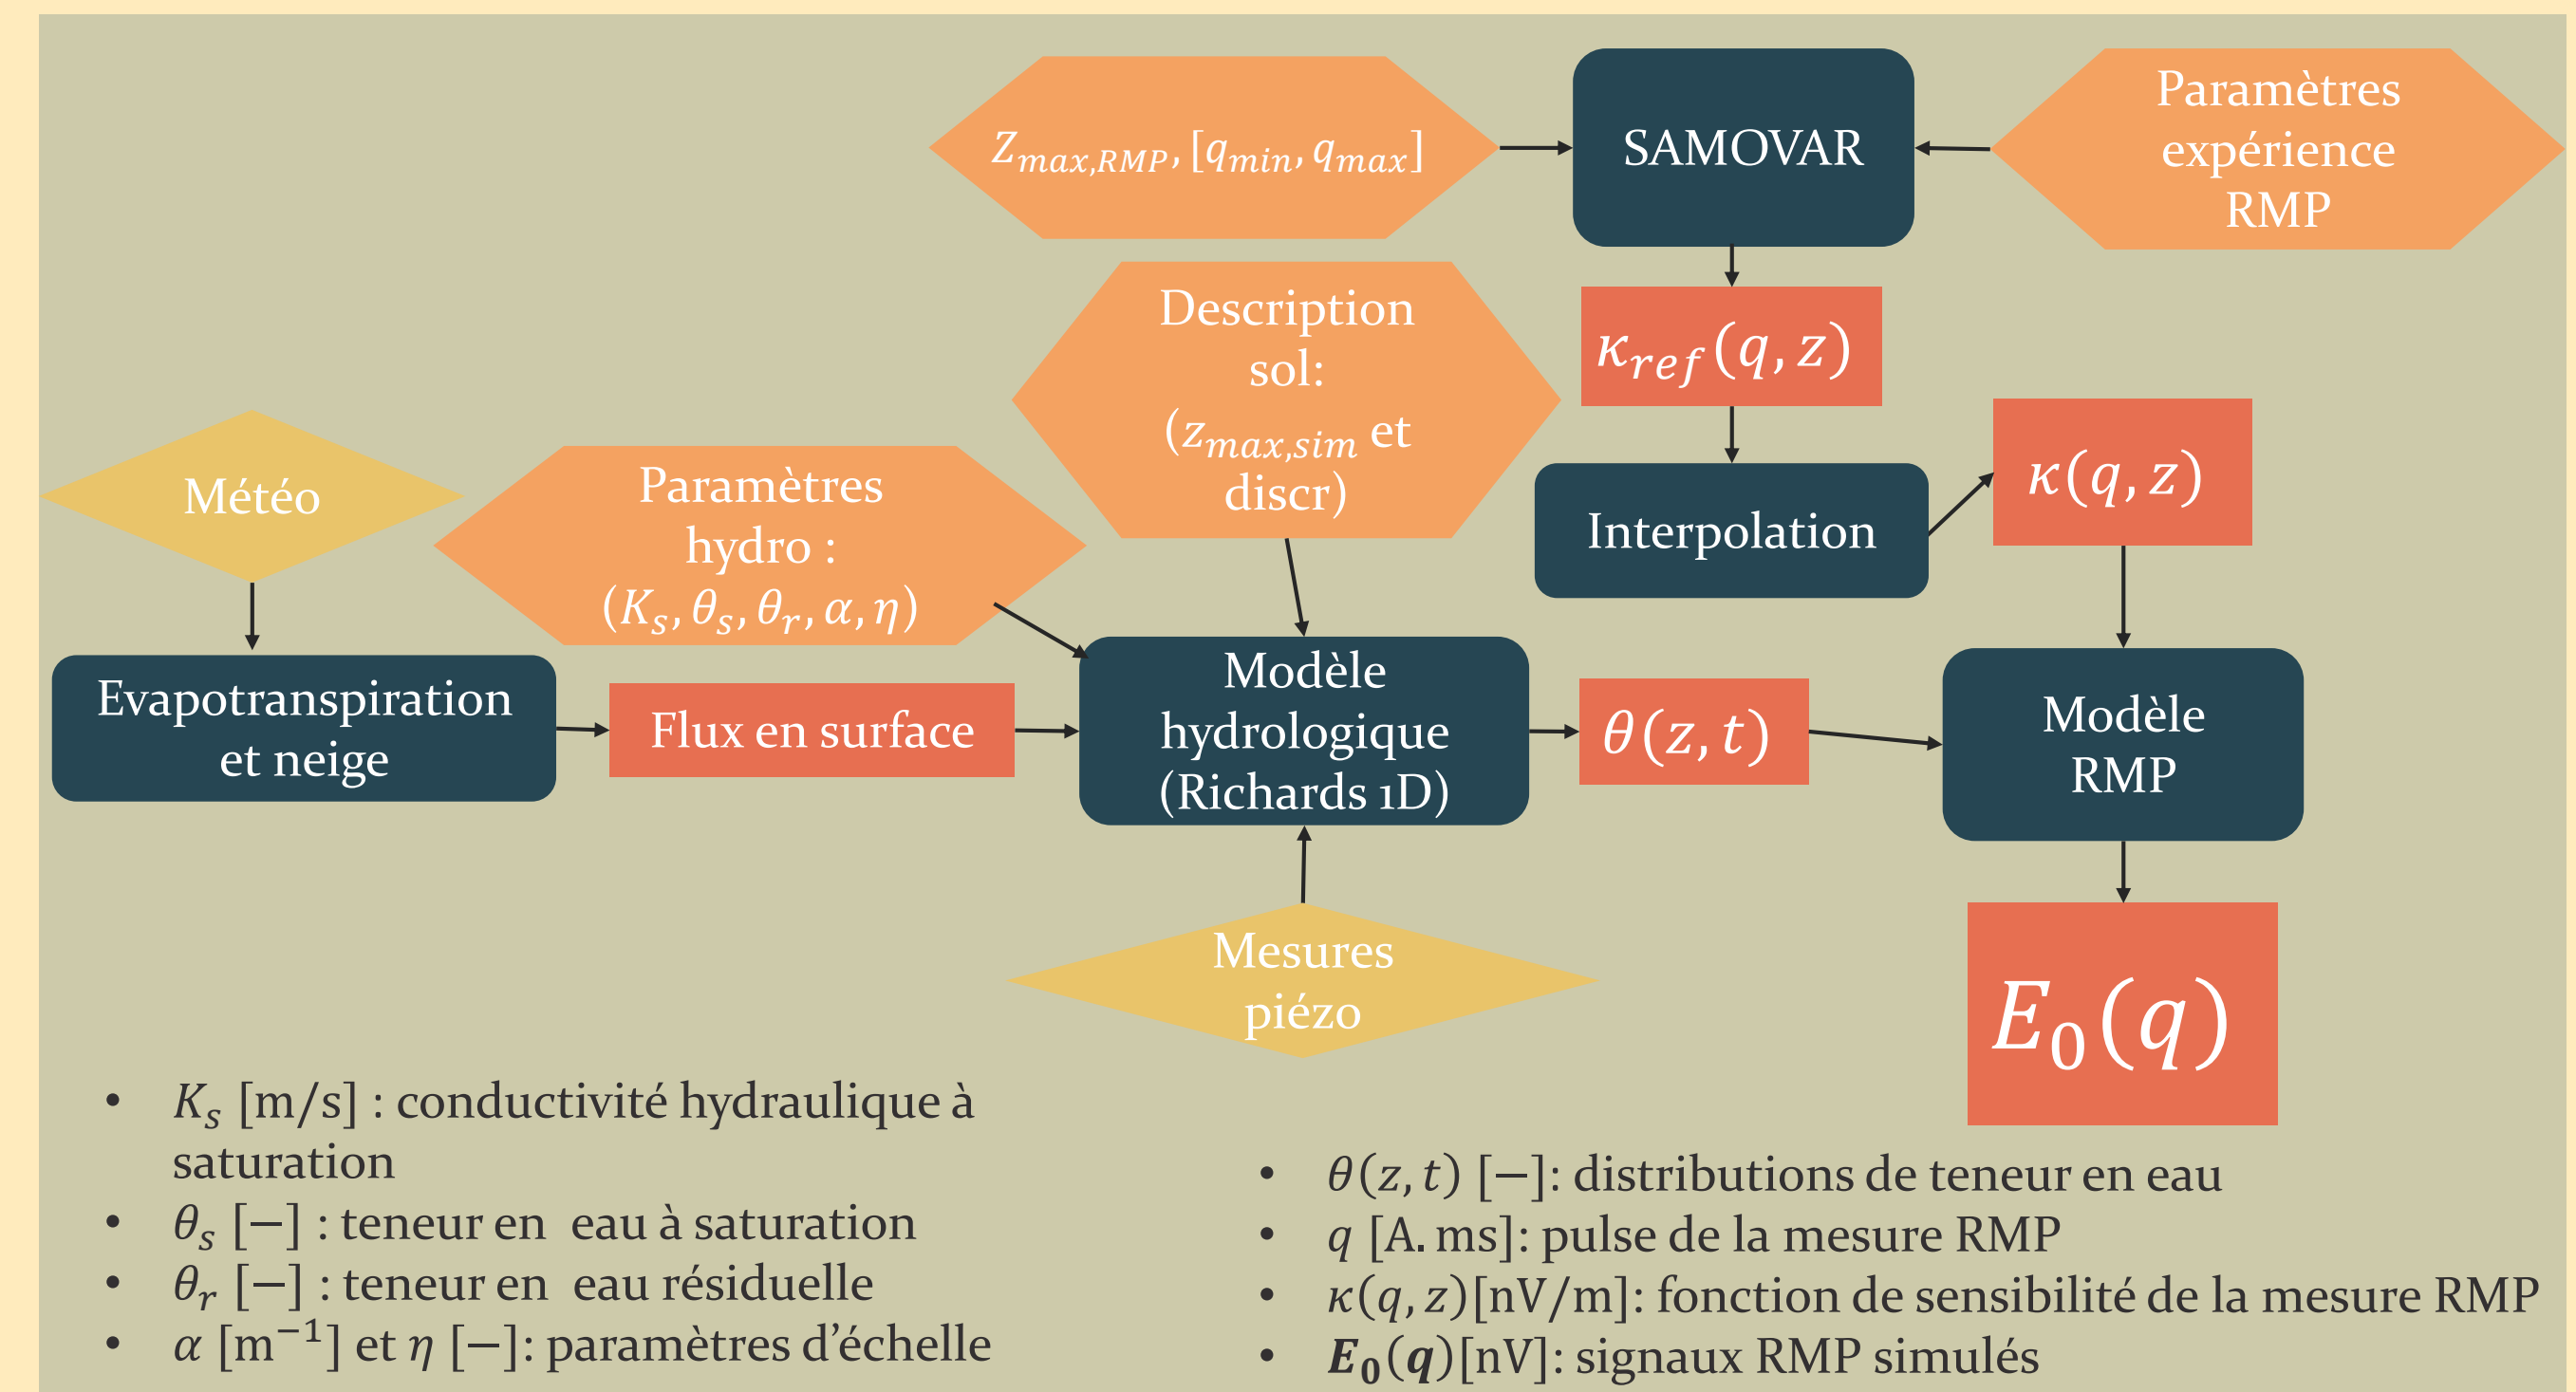 Z_{max,RMP}, [q_{min}, q_{max}]
SAMOVAR
Paramètres
expérience
RMP
Description
sol:
(z_{max,sim} et
discr)
κ_{ref}(q, z)
κ(q, z)
Météo
Paramètres
hydro :
(K_s, θ_s, θ_r, α, η)
Interpolation
Evapotranspiration
et neige
Flux en surface
Modèle
hydrologique
(Richards 1D)
θ(z, t)
Modèle
RMP
Mesures
piézo
E_0(q)
• K_s [m/s] : conductivité hydraulique à
saturation
• θ_s [−] : teneur en eau à saturation
• θ_r [−] : teneur en eau résiduelle
• α [m^{−1}] et η [−]: paramètres d’échelle
• θ(z, t) [−]: distributions de teneur en eau
• q [A. ms]: pulse de la mesure RMP
• κ(q, z)[nV/m]: fonction de sensibilité de la mesure RMP
• E_0(q)[nV]: signaux RMP simulés